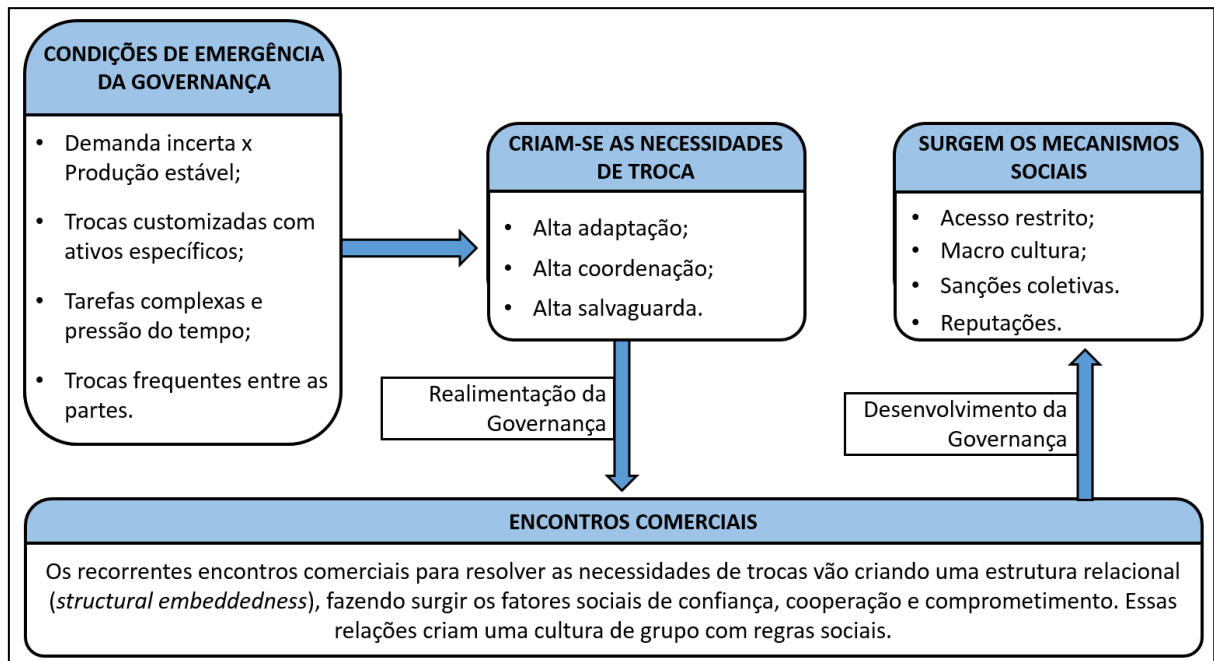 CONDIÇÕES DE EMERGÊNCIA
DA GOVERNANÇA
• Demanda incerta x
Produção estável;
• Trocas customizadas com
ativos específicos;
• Tarefas complexas e
pressão do tempo;
• Trocas frequentes entre as
partes.
CRIAM-SE AS NECESSIDADES
DE TROCA
• Alta adaptação;
• Alta coordenação;
• Alta salvaguarda.
SURGEM OS MECANISMOS
SOCIAIS
• Acesso restrito;
• Macro cultura;
• Sanções coletivas.
• Reputações.
Realimentação da
Governança
Desenvolvimento da
Governança
ENCONTROS COMERCIAIS
Os recorrentes encontros comerciais para resolver as necessidades de trocas vão criando uma estrutura relacional
(structural embeddedness), fazendo surgir os fatores sociais de confiança, cooperação e comprometimento. Essas
relações criam uma cultura de grupo com regras sociais.